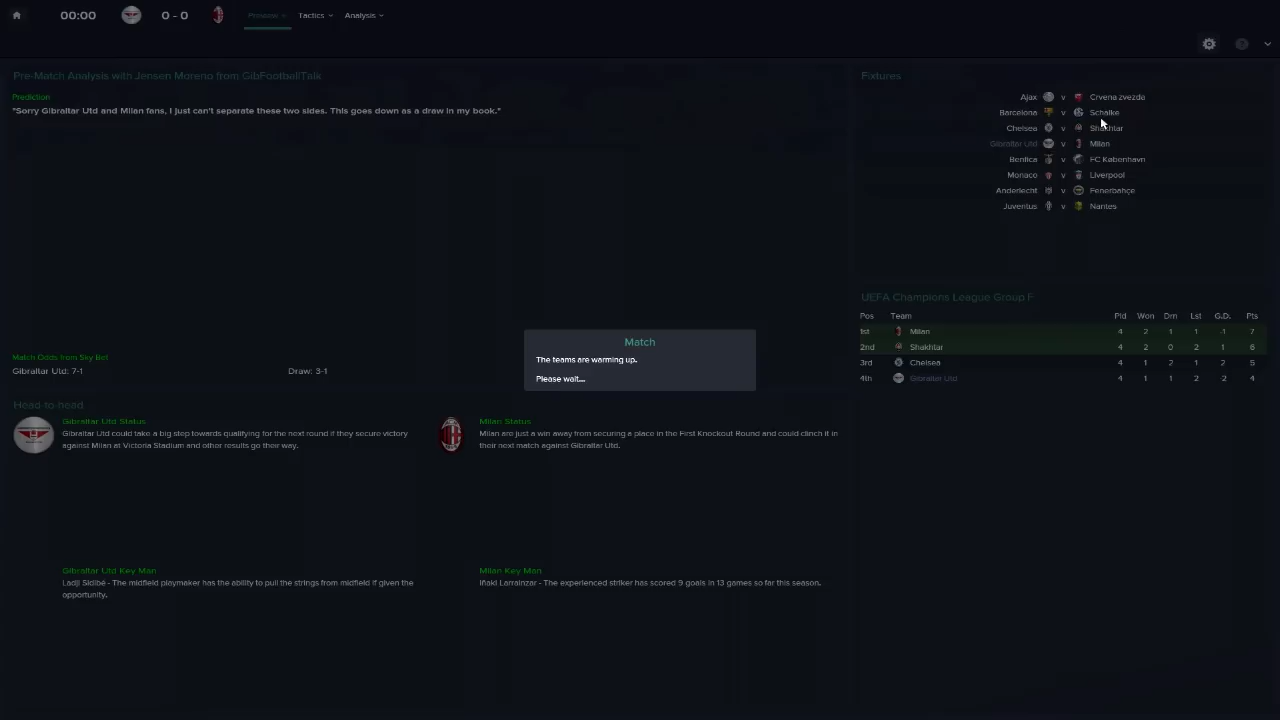 00:00
0 - 0
Preview
Tactics
Analysis
Pre-Match Analysis with Jensen Moreno from GibFootballTalk
Prediction
"Sorry Gibraltar Utd and Milan fans, I just can't separate these two sides. This goes down as a draw in my book."
Match Odds from Sky Bet
Gibraltar Utd: 7-1
Draw: 3-1
Head to head
Gibraltar Utd Status
Gibraltar Utd could take a big step towards qualifying for the next round if they secure victory
against Milan at Victoria Stadium and other results go their way.
Milan Status
Milan are just a win away from securing a place in the First Knockout Round and could clinch it in
their next match against Gibraltar Utd.
Gibraltar Utd Key Man
Ladji Sidibé - The midfield playmaker has the ability to pull the strings from midfield if given the
opportunity.
Milan Key Man
Iñaki Larrainzar - The experienced striker has scored 9 goals in 13 games so far this season.
Match
The teams are warming up.
Please wait...
Fixtures
Ajax v Crvena zvezda
Barcelona v Schalke
Chelsea v Shakhtar
Gibraltar Utd v Milan
Benfica v FC København
Monaco v Liverpool
Anderlecht v Fenerbahçe
Juventus v Nantes
UEFA Champions League Group F
Pos Team Pld Won Drn Lst G.D. Pts
1st Milan 4 2 1 1 -1 7
2nd Shakhtar 4 2 0 2 1 6
3rd Chelsea 4 1 2 1 2 5
4th Gibraltar Utd 4 1 1 2 -2 4